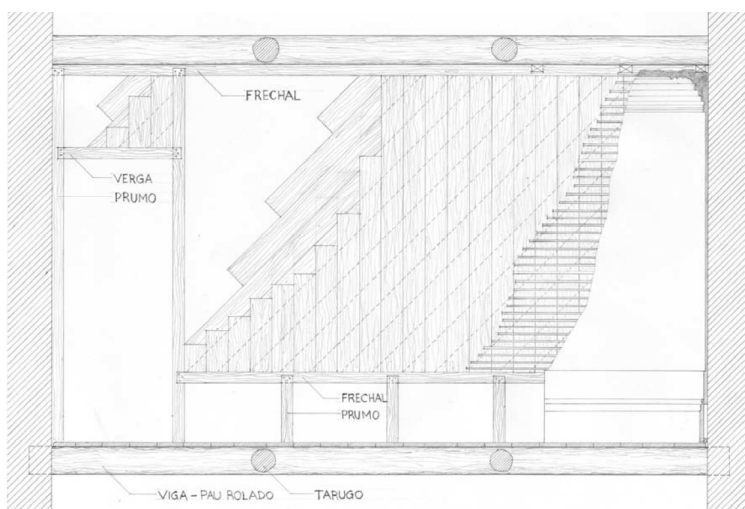 FRECHAL
VERGA
PRUMO
FRECHAL
PRUMO
VIGA - PAU ROLADO
TARUGO